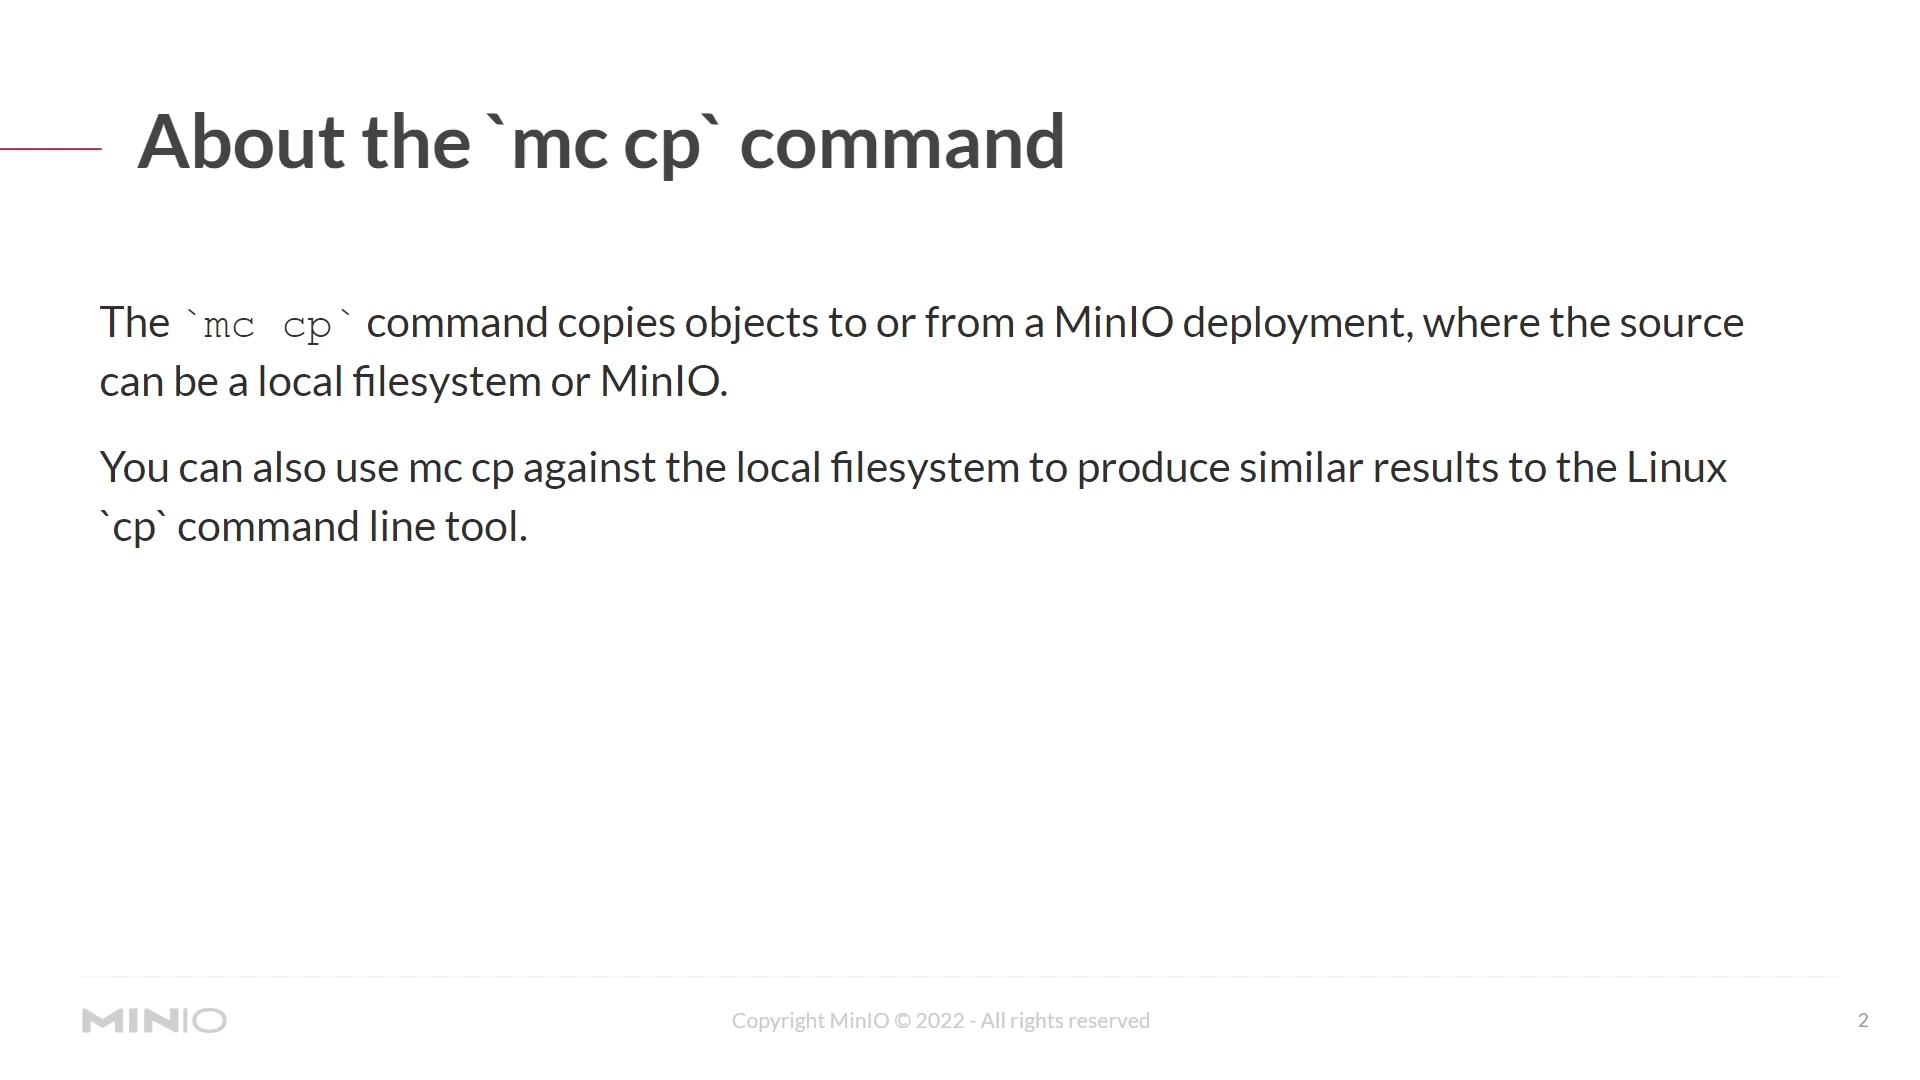 About the `mc cp` command
The `mc cp` command copies objects to or from a MinIO deployment, where the source
can be a local filesystem or MinIO.
You can also use mc cp against the local filesystem to produce similar results to the Linux
`cp` command line tool.
MINIO
Copyright MinIO © 2022 - All rights reserved
2